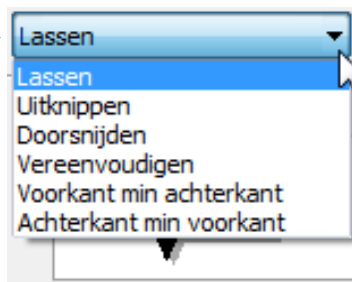 Lassen
Lassen
Uitknippen
Doorsnijden
Vereenvoudigen
Voorkant min achterkant
Achterkant min voorkant